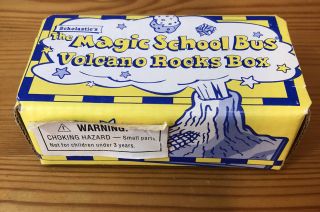 Scholastic's
The Magic School Bus
Volcano Rocks Box
WARNING:
CHOKING HAZARD — Small parts.
Not for children under 3 years.